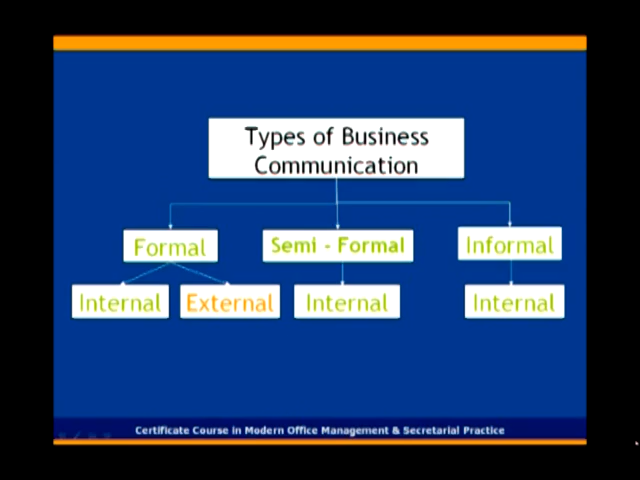 Types of Business
Communication
Formal
Semi - Formal
Informal
Internal
External
Internal
Internal
Certificate Course in Modern Office Management & Secretarial Practice